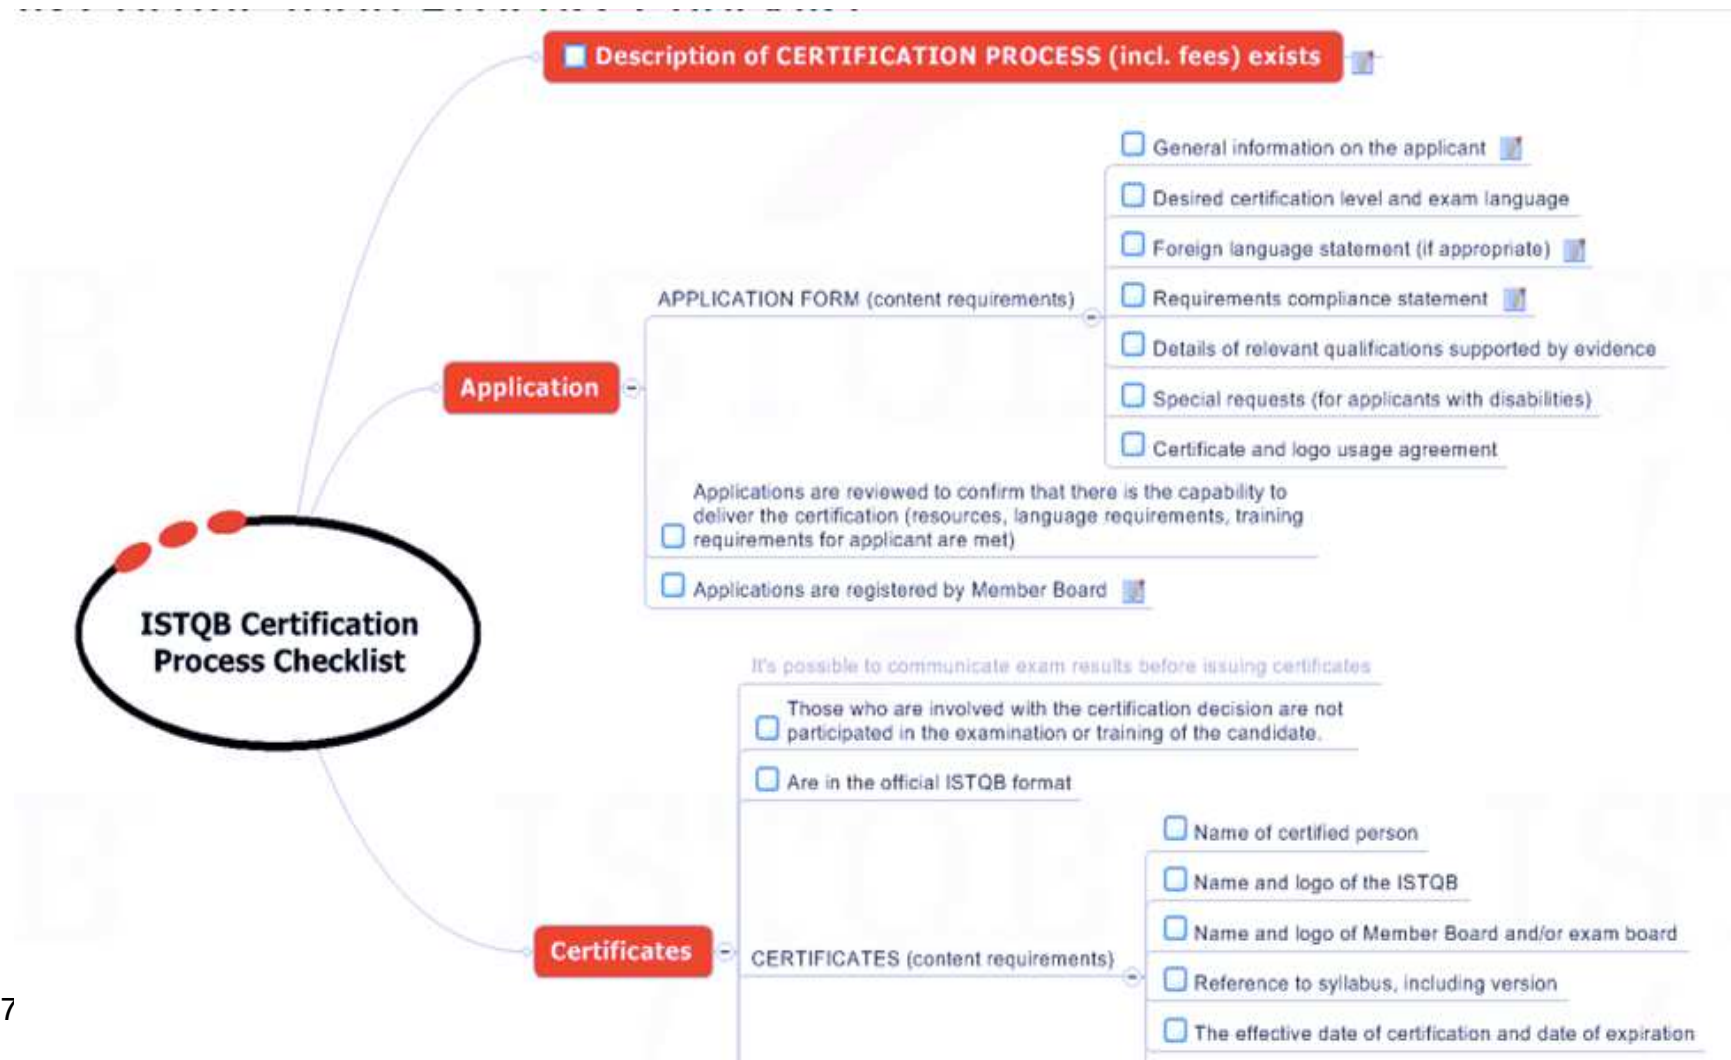 Description of CERTIFICATION PROCESS (incl. fees) exists
General information on the applicant
Desired certification level and exam language
Foreign language statement (if appropriate)
APPLICATION FORM (content requirements)
Requirements compliance statement
Details of relevant qualifications supported by evidence
Application
Special requests (for applicants with disabilities)
Certificate and logo usage agreement
Applications are reviewed to confirm that there is the capability to
deliver the certification (resources, language requirements, training
requirements for applicant are met)
Applications are registered by Member Board
ISTQB Certification
Process Checklist
It's possible to communicate exam results before issuing certificates
Those who are involved with the certification decision are not
participated in the examination or training of the candidate.
Are in the official ISTQB format
Name of certified person
Name and logo of the ISTQB
Name and logo of Member Board and/or exam board
Certificates
CERTIFICATES (content requirements)
Reference to syllabus, including version
7
The effective date of certification and date of expiration